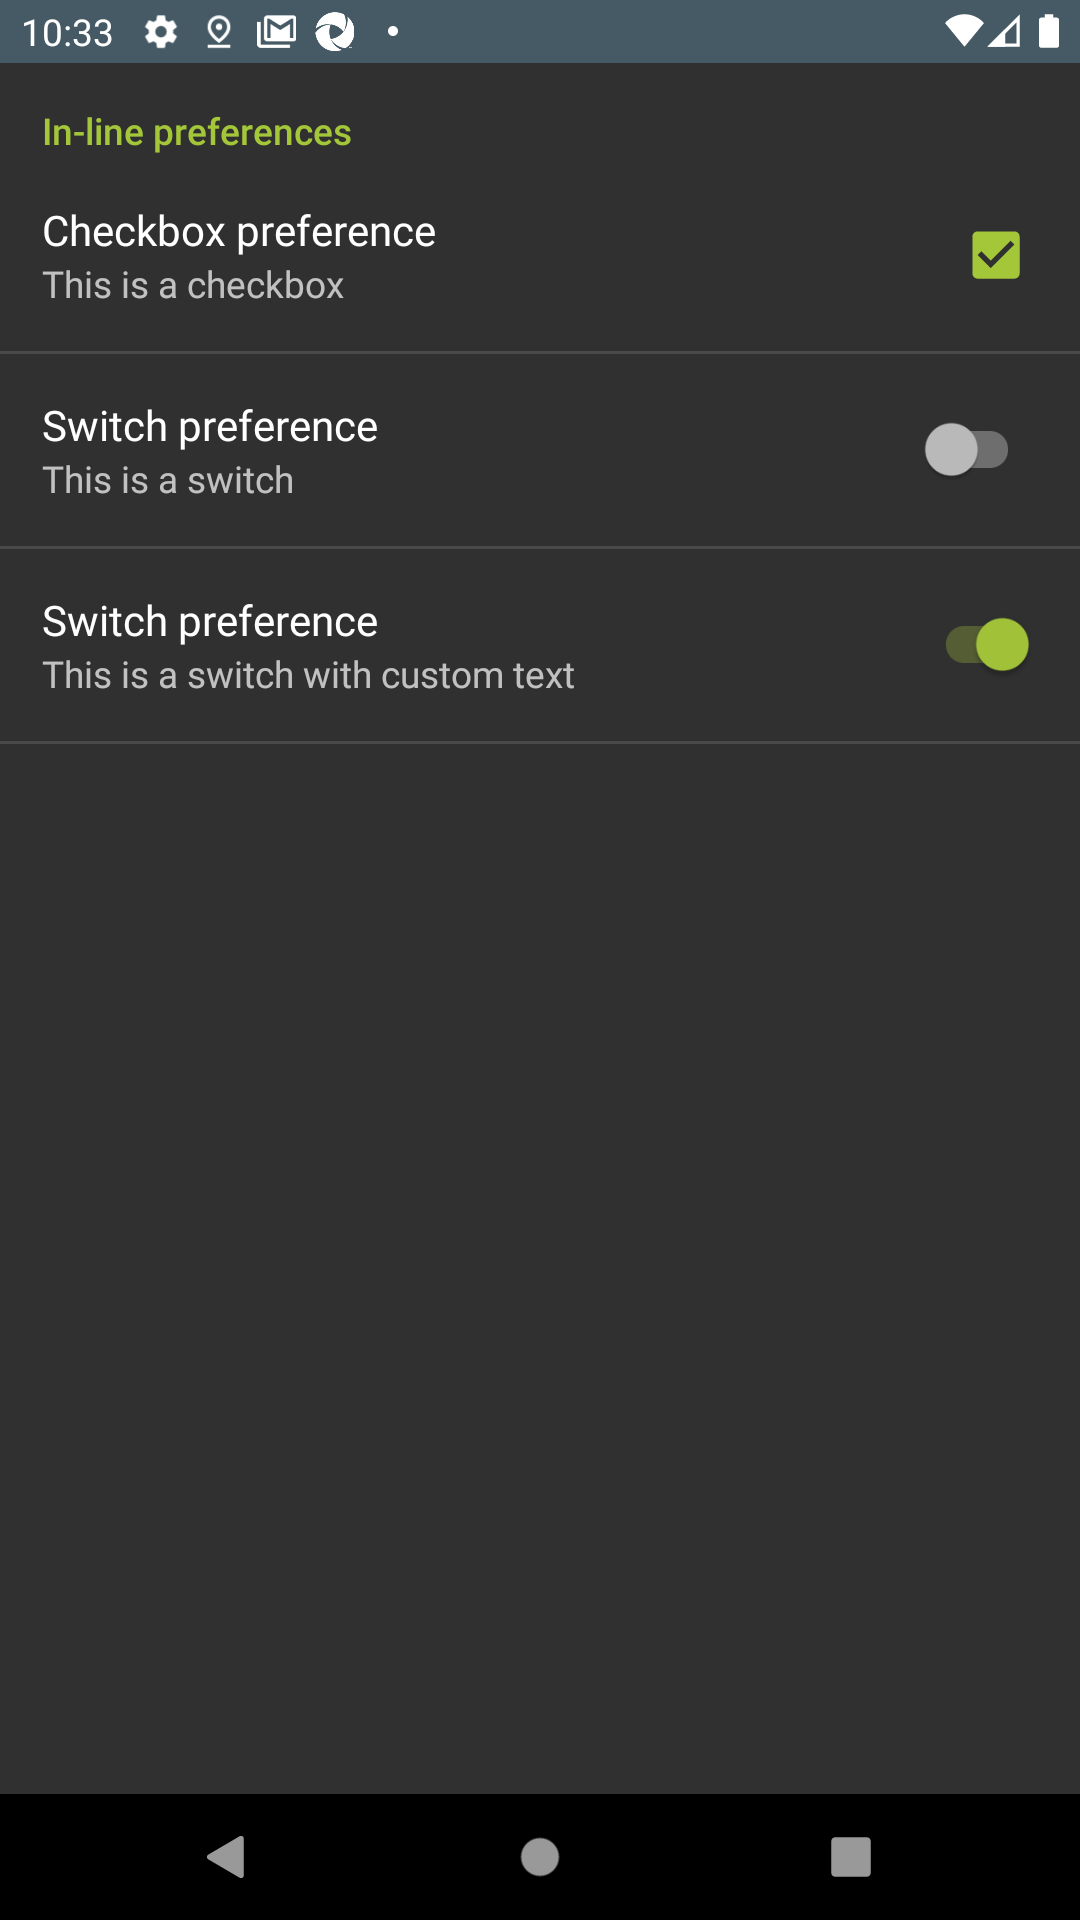 10:33
In-line preferences
Checkbox preference
This is a checkbox
Switch preference
This is a switch
Switch preference
This is a switch with custom text